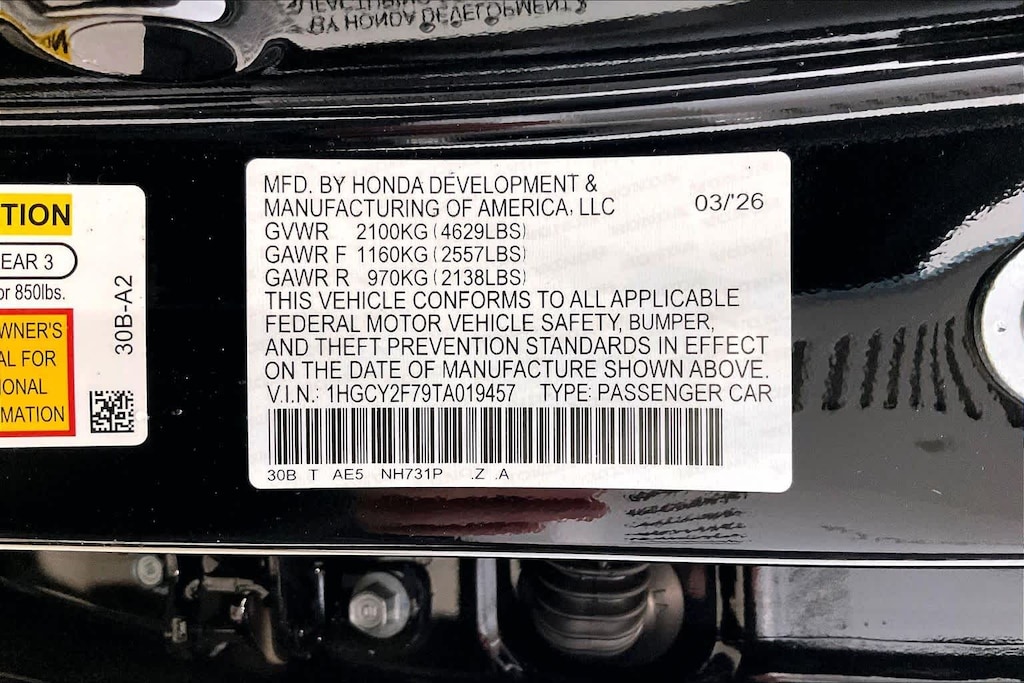 TION
EAR 3
or 850lbs.
WNER'S
AL FOR
IONAL
MATION
30B-A2
MFD. BY HONDA DEVELOPMENT &
MANUFACTURING OF AMERICA, LLC 03/'26
GVWR 2100KG (4629LBS)
GAWR F 1160KG (2557LBS)
GAWR R 970KG (2138LBS)
THIS VEHICLE CONFORMS TO ALL APPLICABLE
FEDERAL MOTOR VEHICLE SAFETY, BUMPER,
AND THEFT PREVENTION STANDARDS IN EFFECT
ON THE DATE OF MANUFACTURE SHOWN ABOVE.
V.I.N.: 1HGCY2F79TA019457 TYPE: PASSENGER CAR
30B T AE5 NH731P .Z .A